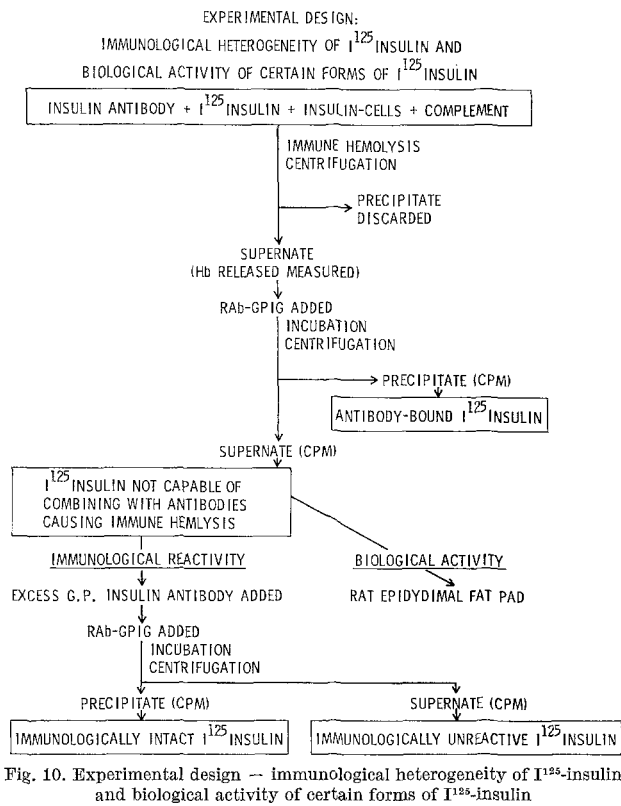 EXPERIMENTAL DESIGN:
IMMUNOLOGICAL HETEROGENEITY OF I¹²⁵INSULIN AND
BIOLOGICAL ACTIVITY OF CERTAIN FORMS OF I¹²⁵INSULIN
INSULIN ANTIBODY + I¹²⁵INSULIN + INSULIN-CELLS + COMPLEMENT
IMMUNE HEMOLYSIS
CENTRIFUGATION
PRECIPITATE
DISCARDED
SUPERNATE
(Hb RELEASED MEASURED)
RAb-GPIG ADDED
INCUBATION
CENTRIFUGATION
PRECIPITATE (CPM)
ANTIBODY-BOUND I¹²⁵INSULIN
SUPERNATE (CPM)
I¹²⁵INSULIN NOT CAPABLE OF
COMBINING WITH ANTIBODIES
CAUSING IMMUNE HEMLYSIS
IMMUNOLOGICAL REACTIVITY
BIOLOGICAL ACTIVITY
EXCESS G.P. INSULIN ANTIBODY ADDED
RAT EPIDYDIMAL FAT PAD
RAb-GPIG ADDED
INCUBATION
CENTRIFUGATION
PRECIPITATE (CPM)
SUPERNATE (CPM)
IMMUNOLOGICALLY INTACT I¹²⁵INSULIN
IMMUNOLOGICALLY UNREACTIVE I¹²⁵INSULIN
Fig. 10. Experimental design — immunological heterogeneity of I¹²⁵-insulin
and biological activity of certain forms of I¹²⁵-insulin